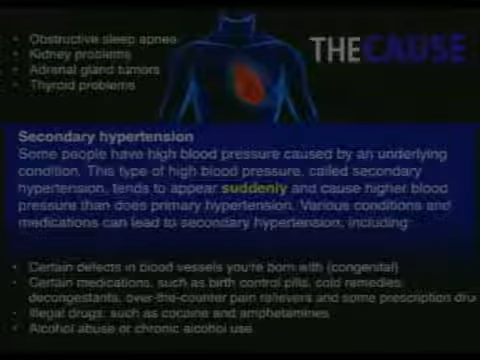 • Obstructive sleep apnea
• Kidney problems
• Adrenal gland tumors
• Thyroid problems
THE CAUSE
Secondary hypertension
Some people have high blood pressure caused by an underlying
condition. This type of high blood pressure, called secondary
hypertension, tends to appear suddenly and cause higher blood
pressure than does primary hypertension. Various conditions and
medications can lead to secondary hypertension, including:
• Certain defects in blood vessels you're born with (congenital)
• Certain medications, such as birth control pills, cold remedies,
decongestants, over-the-counter pain relievers and some prescription dru
• Illegal drugs, such as cocaine and amphetamines
• Alcohol abuse or chronic alcohol use